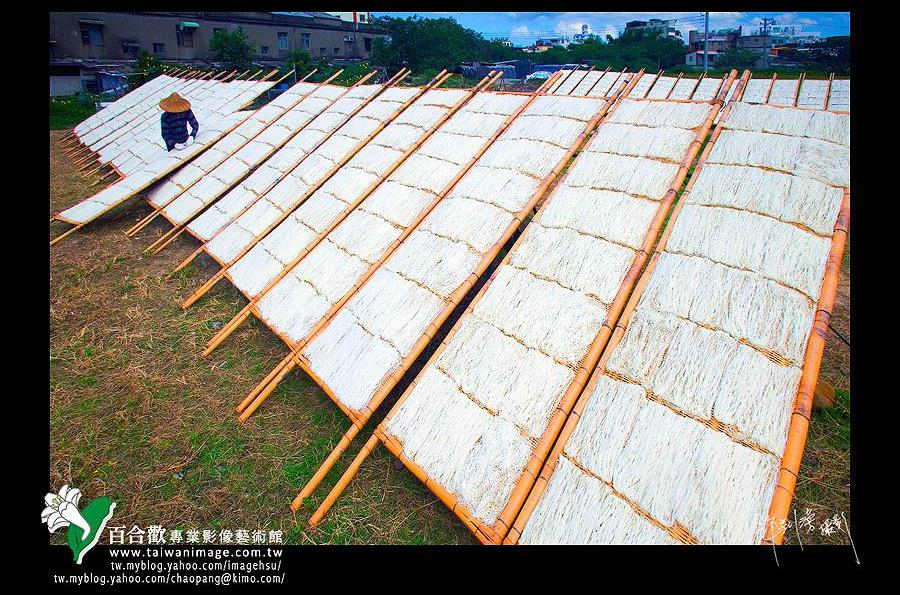 百合歡專業影像藝術館
www.taiwanimage.com.tw
tw.myblog.yahoo.com/imagehsu/
tw.myblog.yahoo.com/chaopang@kimo.com/